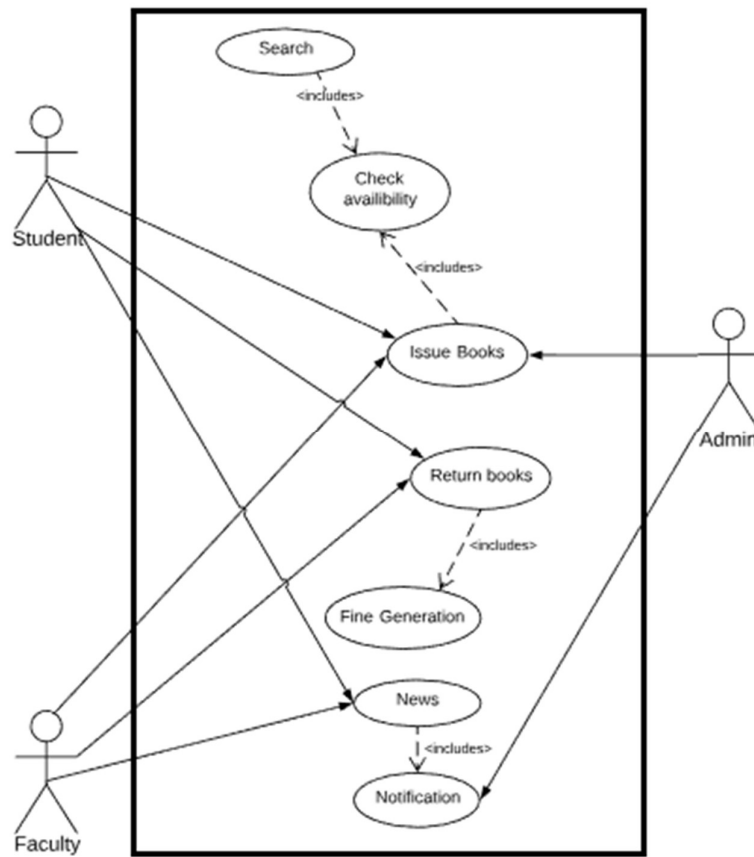 Search
<includes>
Check
availibility
Student
<includes>
Issue Books
Admin
Return books
<includes>
Fine Generation
News
<includes>
Notification
Faculty